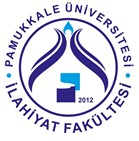 PAMUKKALE ÜNİVERSİTESİ
2012
İLAHİYAT FAKÜLTESİ